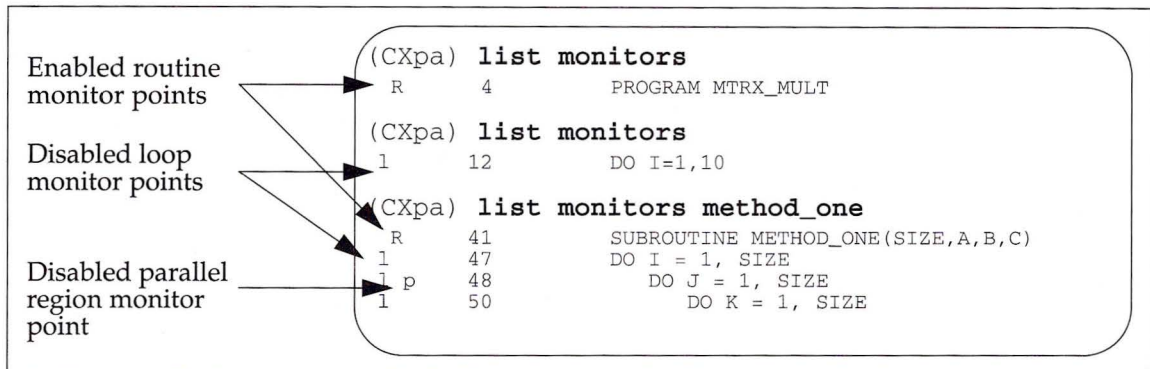 Enabled routine
monitor points
Disabled loop
monitor points
Disabled parallel
region monitor
point
(CXpa) list monitors
R 4 PROGRAM MTRX_MULT
(CXpa) list monitors
l 12 DO I=1,10
(CXpa) list monitors method_one
R 41 SUBROUTINE METHOD_ONE(SIZE,A,B,C)
l 47 DO I = 1, SIZE
l p 48 DO J = 1, SIZE
l 50 DO K = 1, SIZE